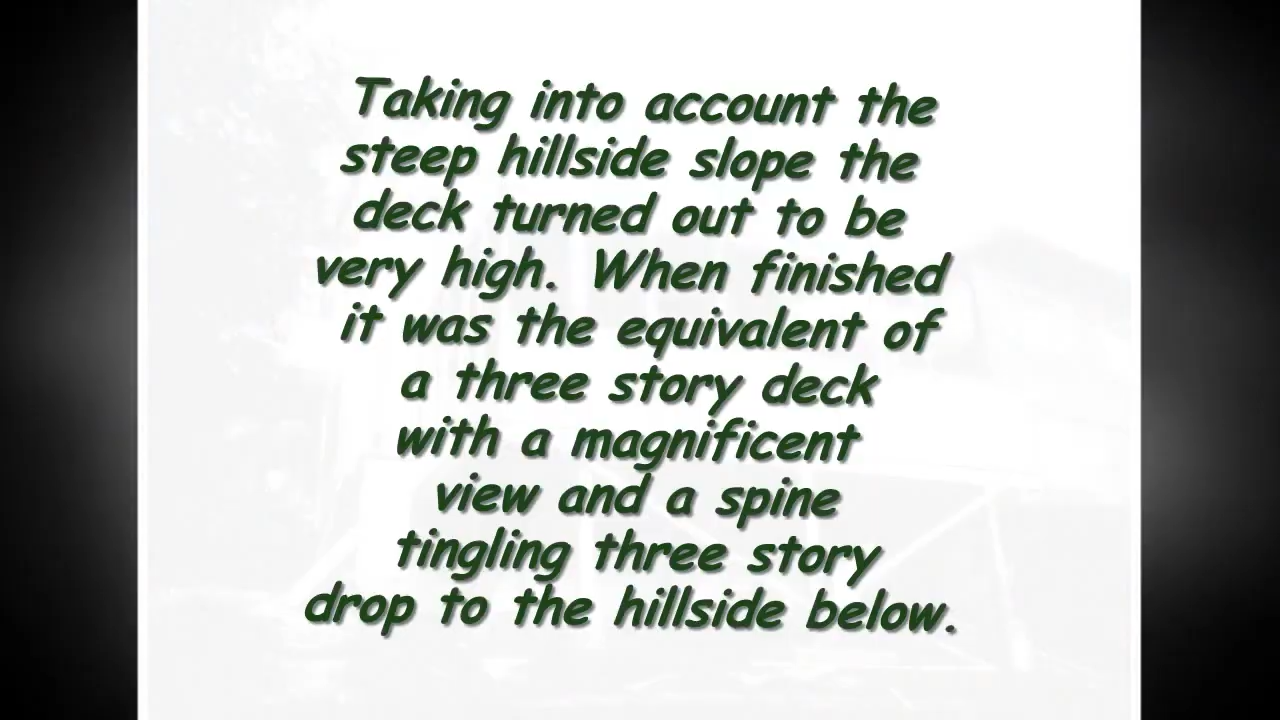 Taking into account the
steep hillside slope the
deck turned out to be
very high. When finished
it was the equivalent of
a three story deck
with a magnificent
view and a spine
tingling three story
drop to the hillside below.